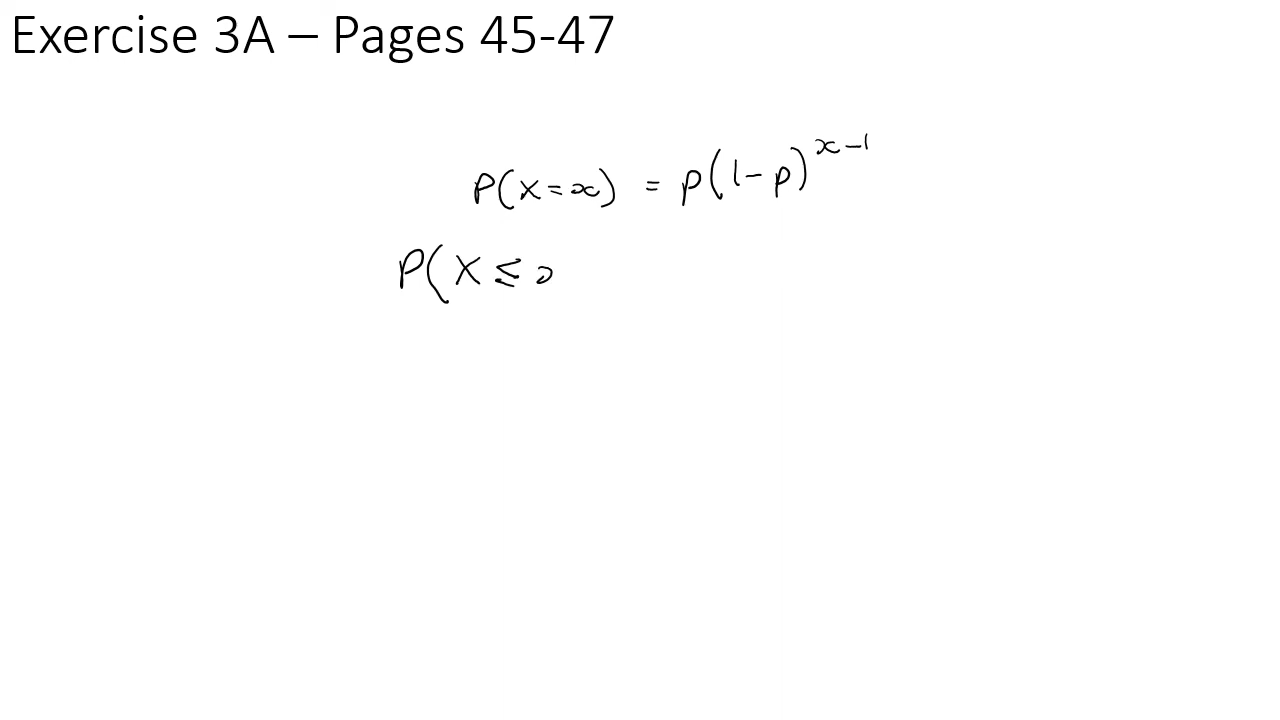 Exercise 3A – Pages 45-47
P(X=x) = p(1-p)^{x-1}
P(X ≤